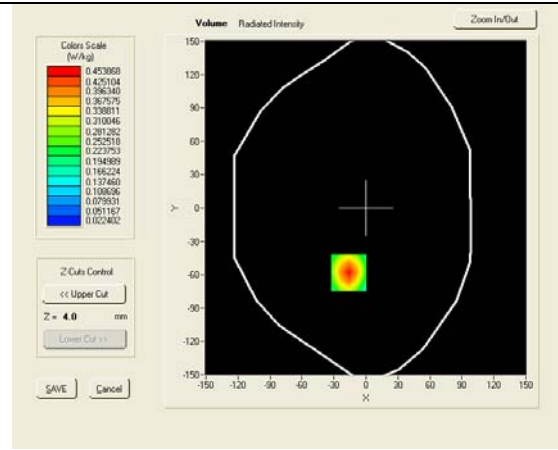 Volume Radiated Intensity
Zoom In/Out
Colors Scale
(W/kg)
0.453868
0.425104
0.396340
0.367575
0.338811
0.310046
0.281282
0.252518
0.223753
0.194989
0.166224
0.137460
0.108696
0.079931
0.051167
0.022402
Z-Cuts Control
<< Upper Cut
Z = 4.0 mm
Lower Cut >>
SAVE Cancel
150
120
90
60
30
0
-30
-60
-90
-120
-150
Y
-150 -120 -90 -60 -30 0 30 60 90 120 150
X